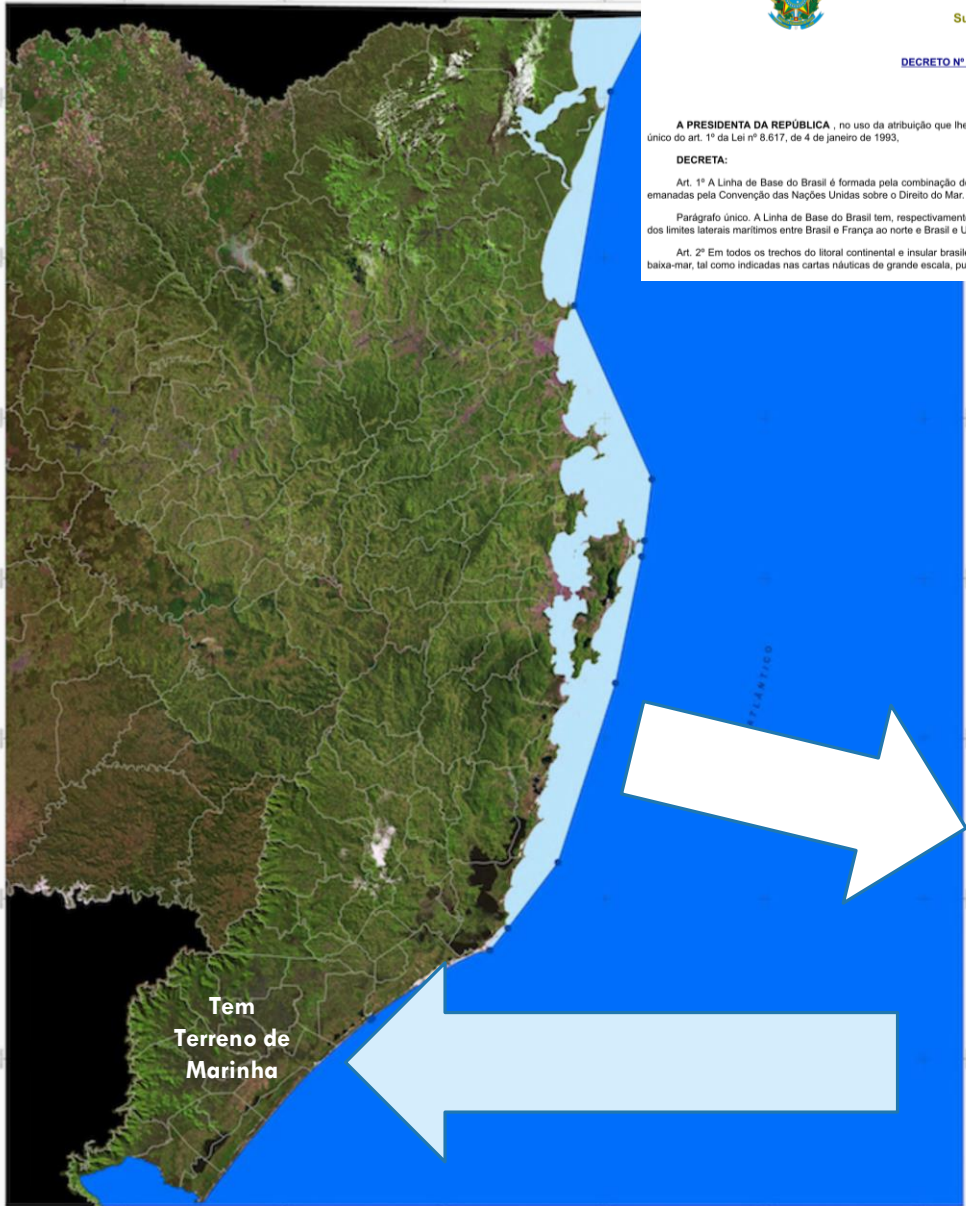 Su
DECRETO Nº
A PRESIDENTA DA REPÚBLICA , no uso da atribuição que lhe
único do art. 1º da Lei nº 8.617, de 4 de janeiro de 1993,
DECRETA:
Art. 1º A Linha de Base do Brasil é formada pela combinação de
emanadas pela Convenção das Nações Unidas sobre o Direito do Mar.
Parágrafo único. A Linha de Base do Brasil tem, respectivamente
dos limites laterais marítimos entre Brasil e França ao norte e Brasil e U
Art. 2º Em todos os trechos do litoral continental e insular brasile
baixa-mar, tal como indicadas nas cartas náuticas de grande escala, pu
ATLÂNTICO
Tem
Terreno de
Marinha